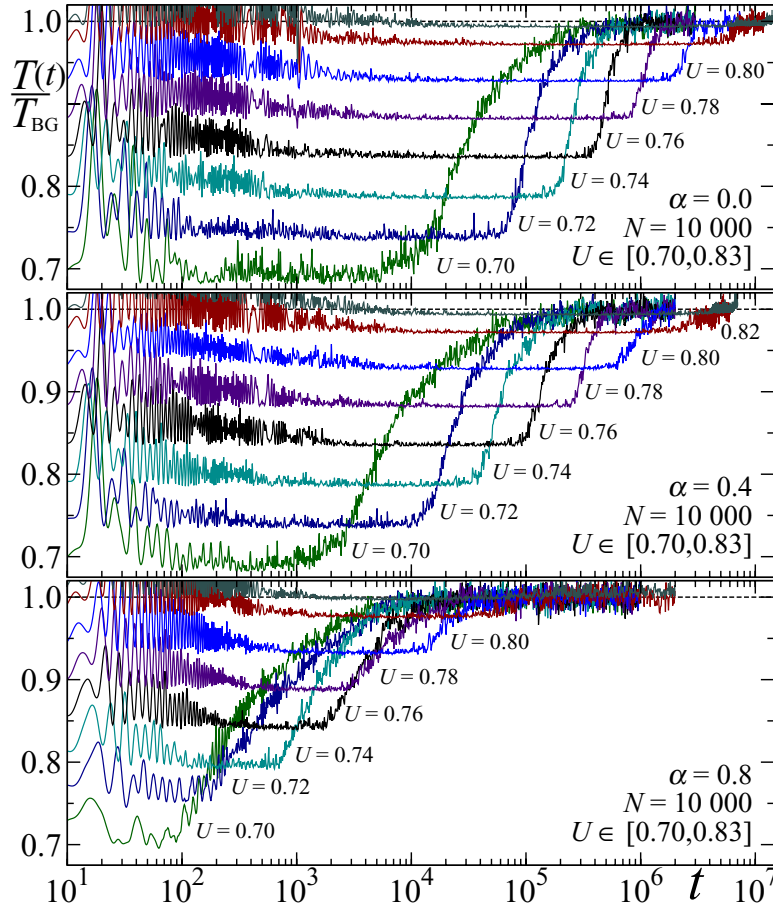 1.0
T(t)
T_BG
0.8
0.7
U = 0.80
U = 0.78
U = 0.76
U = 0.74
U = 0.72
U = 0.70
α = 0.0
N = 10 000
U ∈ [0.70,0.83]
1.0
0.9
0.8
0.7
0.82
U = 0.80
U = 0.78
U = 0.76
U = 0.74
U = 0.72
U = 0.70
α = 0.4
N = 10 000
U ∈ [0.70,0.83]
1.0
0.9
0.8
0.7
U = 0.80
U = 0.78
U = 0.76
U = 0.74
U = 0.72
U = 0.70
α = 0.8
N = 10 000
U ∈ [0.70,0.83]
10^1 10^2 10^3 10^4 10^5 10^6 t 10^7